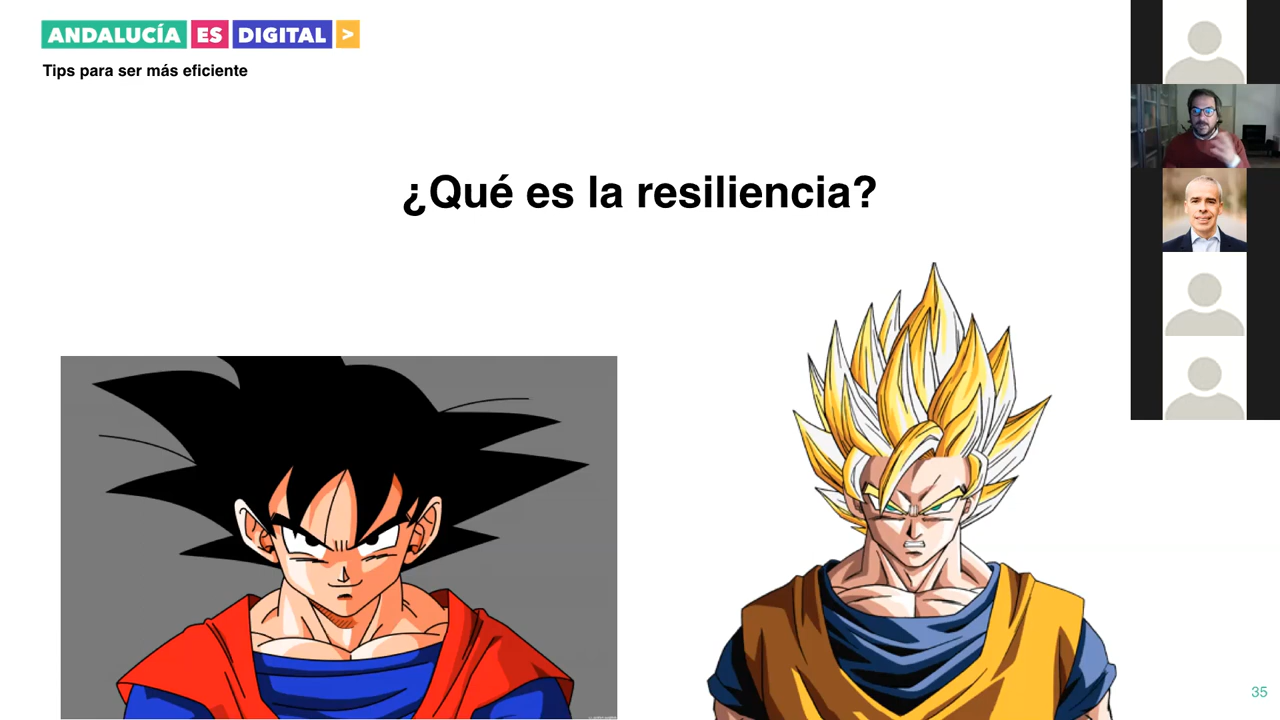 ANDALUCÍA ES DIGITAL >
Tips para ser más eficiente
¿Qué es la resiliencia?
35